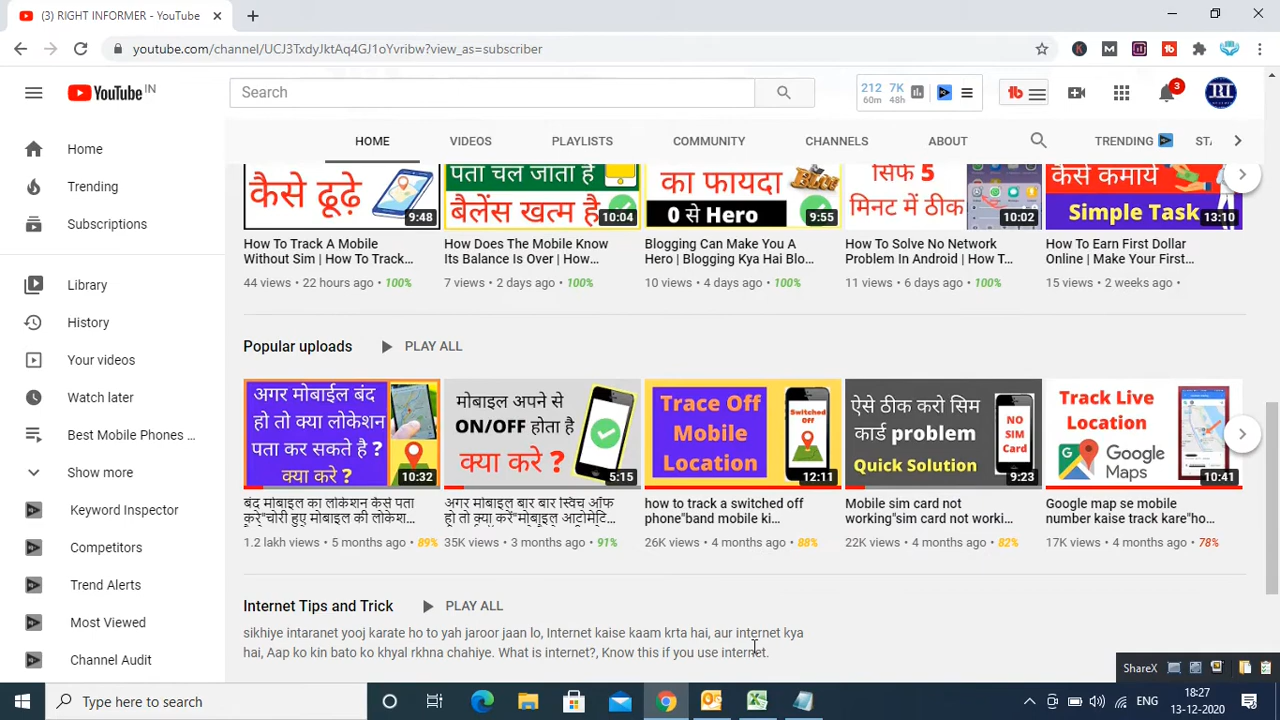 (3) RIGHT INFORMER - YouTube
youtube.com/channel/UCJ3TxdyJktAq4GJ1oYvribw?view_as=subscriber
YouTube IN
Search
212 7K
60m 48h
3
HOME VIDEOS PLAYLISTS COMMUNITY CHANNELS ABOUT TRENDING
Home
Trending
Subscriptions
Library
History
Your videos
Watch later
Best Mobile Phones ...
Show more
Keyword Inspector
Competitors
Trend Alerts
Most Viewed
Channel Audit
कैसे ढूढ़े
9:48
पता चल जाता है
बैलेंस खत्म है
10:04
का फायदा
0 से Hero
9:55
सिर्फ 5
मिनट में ठीक
10:02
कैसे कमाये
Simple Task
13:10
How To Track A Mobile
Without Sim | How To Track...
44 views • 22 hours ago • 100%
How Does The Mobile Know
Its Balance Is Over | How...
7 views • 2 days ago • 100%
Blogging Can Make You A
Hero | Blogging Kya Hai Blo...
10 views • 4 days ago • 100%
How To Solve No Network
Problem In Android | How T...
11 views • 6 days ago • 100%
How To Earn First Dollar
Online | Make Your First...
15 views • 2 weeks ago •
Popular uploads PLAY ALL
अगर मोबाईल बंद
हो तो क्या लोकेशन
पता कर सकते है ?
क्या करे ?
10:32
मोबाइल अपने से
ON/OFF होता है
क्या करे ?
5:15
Trace Off
Mobile
Location
Switched
Off
12:11
ऐसे ठीक करो सिम
कार्ड problem
Quick Solution
NO
SIM
Card
9:23
Track Live
Location
Google
Maps
10:41
बंद मोबाइल का लोकेशन कैसे पता
करें"चोरी हुए मोबाइल की लोकेश...
1.2 lakh views • 5 months ago • 89%
अगर मोबाइल बार बार स्विच ऑफ
हो तो क्या करें"मोबाइल आटोमेटि...
35K views • 3 months ago • 91%
how to track a switched off
phone"band mobile ki...
26K views • 4 months ago • 88%
Mobile sim card not
working"sim card not worki...
22K views • 4 months ago • 82%
Google map se mobile
number kaise track kare"ho...
17K views • 4 months ago • 78%
Internet Tips and Trick PLAY ALL
sikhiye intaranet yooj karate ho to yah jaroor jaan lo, Internet kaise kaam krta hai, aur internet kya
hai, Aap ko kin bato ko khyal rkhna chahiye. What is internet?, Know this if you use internet.
ShareX
Type here to search
ENG
18:27
13-12-2020